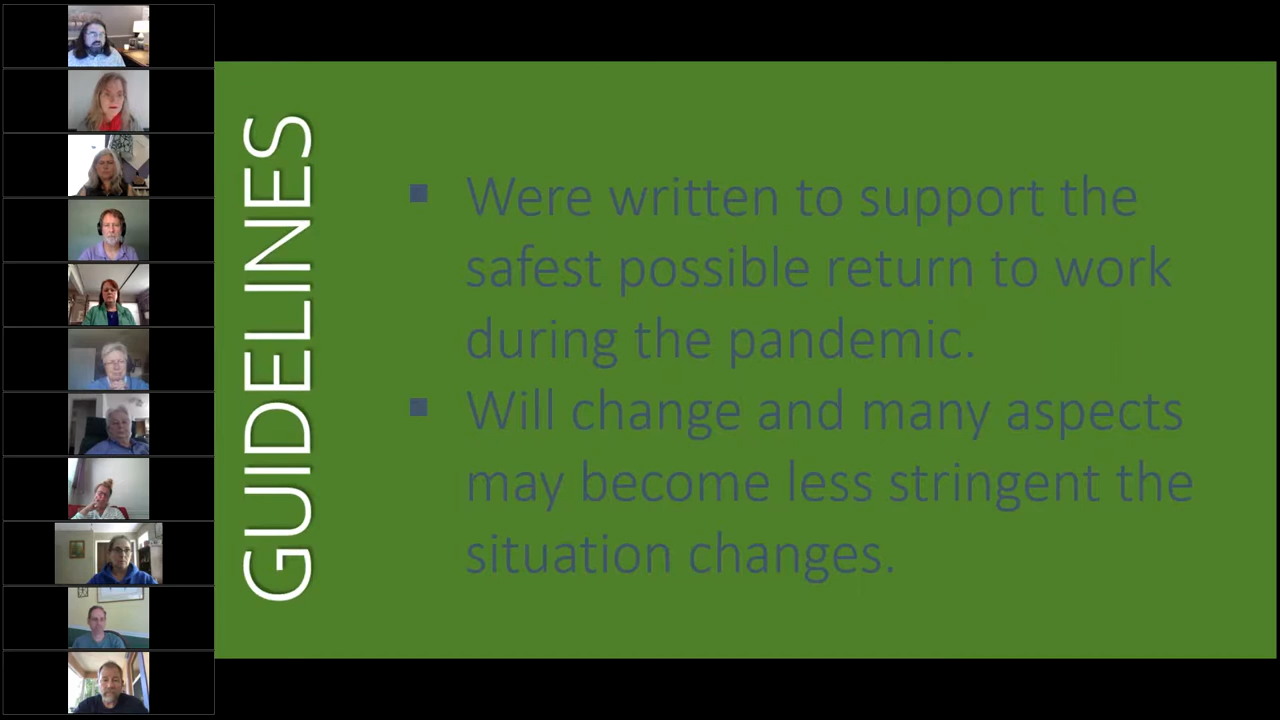 GUIDELINES
▪ Were written to support the
safest possible return to work
during the pandemic.
▪ Will change and many aspects
may become less stringent the
situation changes.